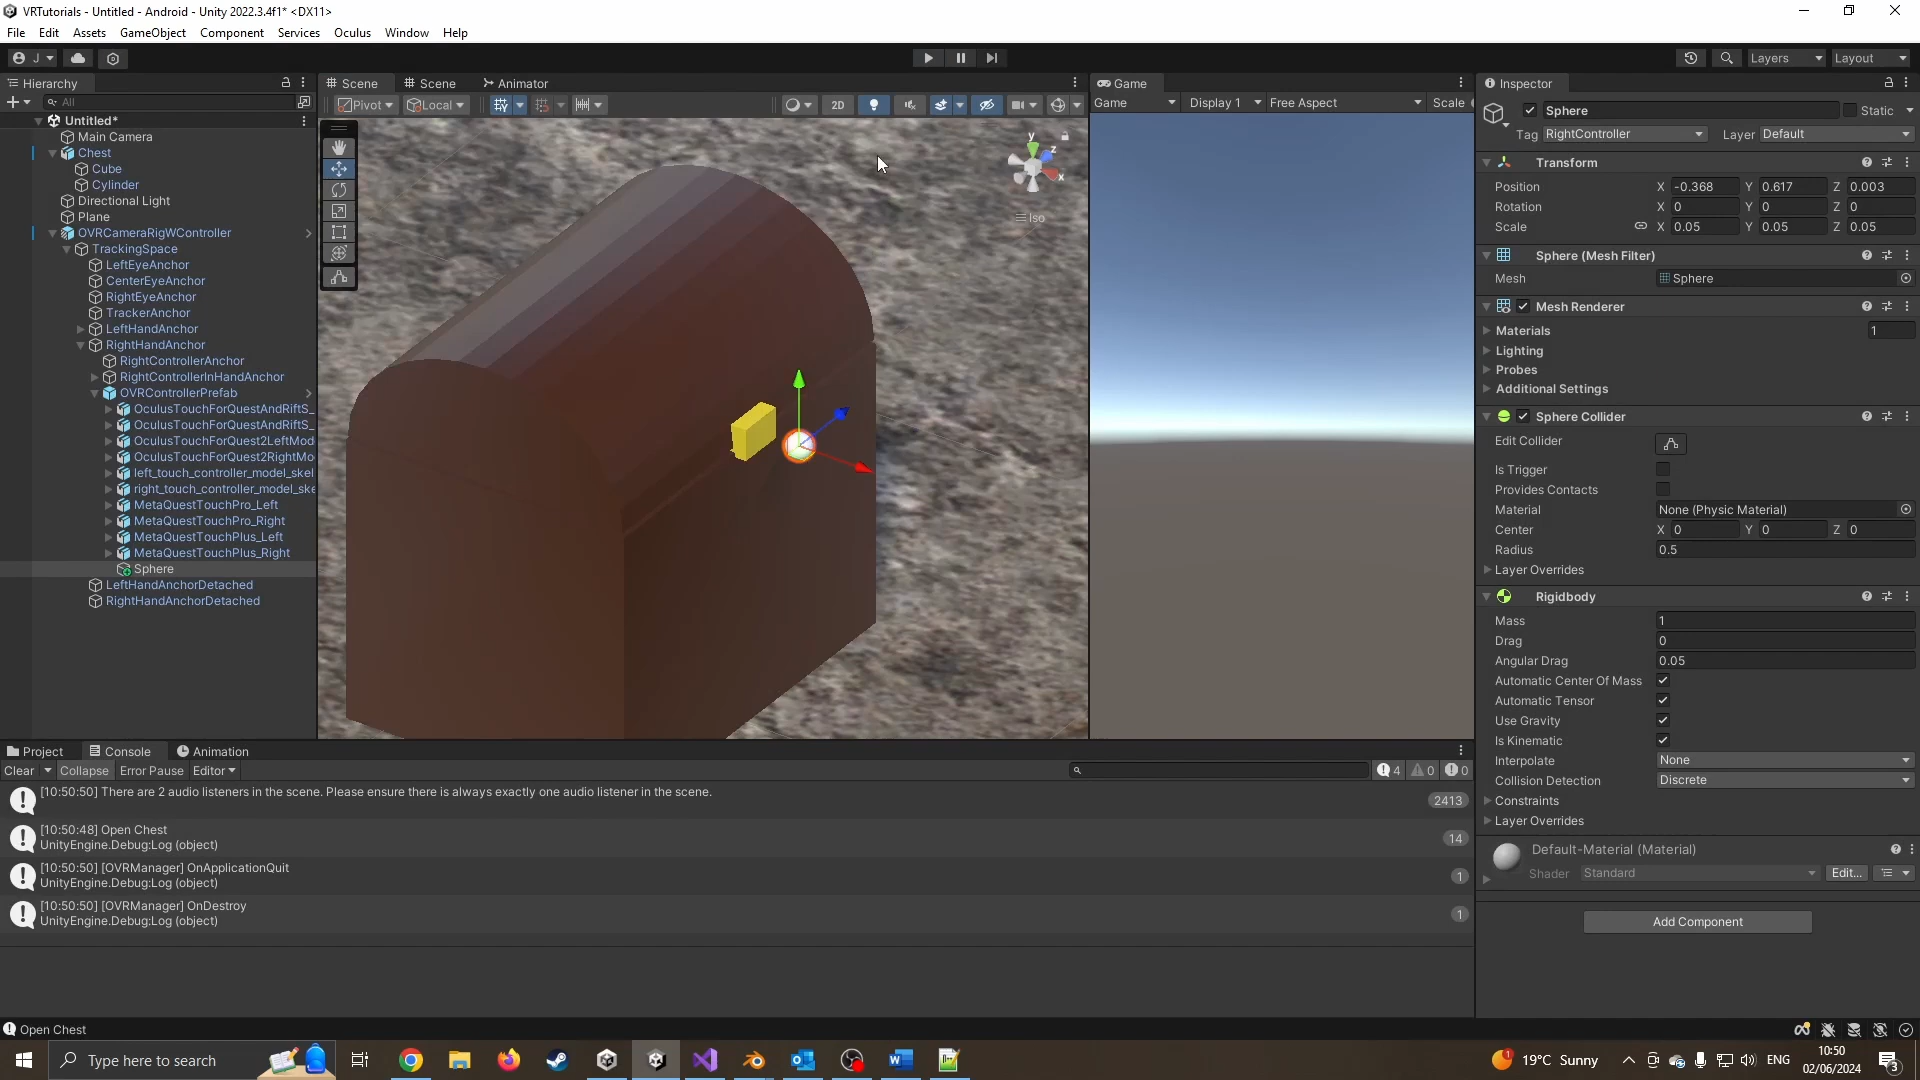 VRTutorials - Untitled - Android - Unity 2022.3.4f1* <DX11>
File Edit Assets GameObject Component Services Oculus Window Help
J Layers Layout
Hierarchy
All
Untitled*
Main Camera
Chest
Cube
Cylinder
Directional Light
Plane
OVRCameraRigWController
TrackingSpace
LeftEyeAnchor
CenterEyeAnchor
RightEyeAnchor
TrackerAnchor
LeftHandAnchor
RightHandAnchor
RightControllerAnchor
RightControllerInHandAnchor
OVRControllerPrefab
OculusTouchForQuestAndRiftS_
OculusTouchForQuestAndRiftS_
OculusTouchForQuest2LeftMod
OculusTouchForQuest2RightMo
left_touch_controller_model_skel
right_touch_controller_model_ske
MetaQuestTouchPro_Left
MetaQuestTouchPro_Right
MetaQuestTouchPlus_Left
MetaQuestTouchPlus_Right
Sphere
LeftHandAnchorDetached
RightHandAnchorDetached
Scene Scene Animator
Pivot Local 2D
y
z
x
Iso
Game
Game Display 1 Free Aspect Scale
Inspector
Sphere Static
Tag RightController Layer Default
Transform
Position X -0.368 Y 0.617 Z 0.003
Rotation X 0 Y 0 Z 0
Scale X 0.05 Y 0.05 Z 0.05
Sphere (Mesh Filter)
Mesh Sphere
Mesh Renderer
Materials 1
Lighting
Probes
Additional Settings
Sphere Collider
Edit Collider
Is Trigger
Provides Contacts
Material None (Physic Material)
Center X 0 Y 0 Z 0
Radius 0.5
Layer Overrides
Rigidbody
Mass 1
Drag 0
Angular Drag 0.05
Automatic Center Of Mass
Automatic Tensor
Use Gravity
Is Kinematic
Interpolate None
Collision Detection Discrete
Constraints
Layer Overrides
Default-Material (Material)
Shader Standard Edit...
Add Component
Project Console Animation
Clear Collapse Error Pause Editor 4 0 0
[10:50:50] There are 2 audio listeners in the scene. Please ensure there is always exactly one audio listener in the scene. 2413
[10:50:48] Open Chest
UnityEngine.Debug:Log (object) 14
[10:50:50] [OVRManager] OnApplicationQuit
UnityEngine.Debug:Log (object) 1
[10:50:50] [OVRManager] OnDestroy
UnityEngine.Debug:Log (object) 1
Open Chest
Type here to search
19°C Sunny ENG 10:50
02/06/2024 3